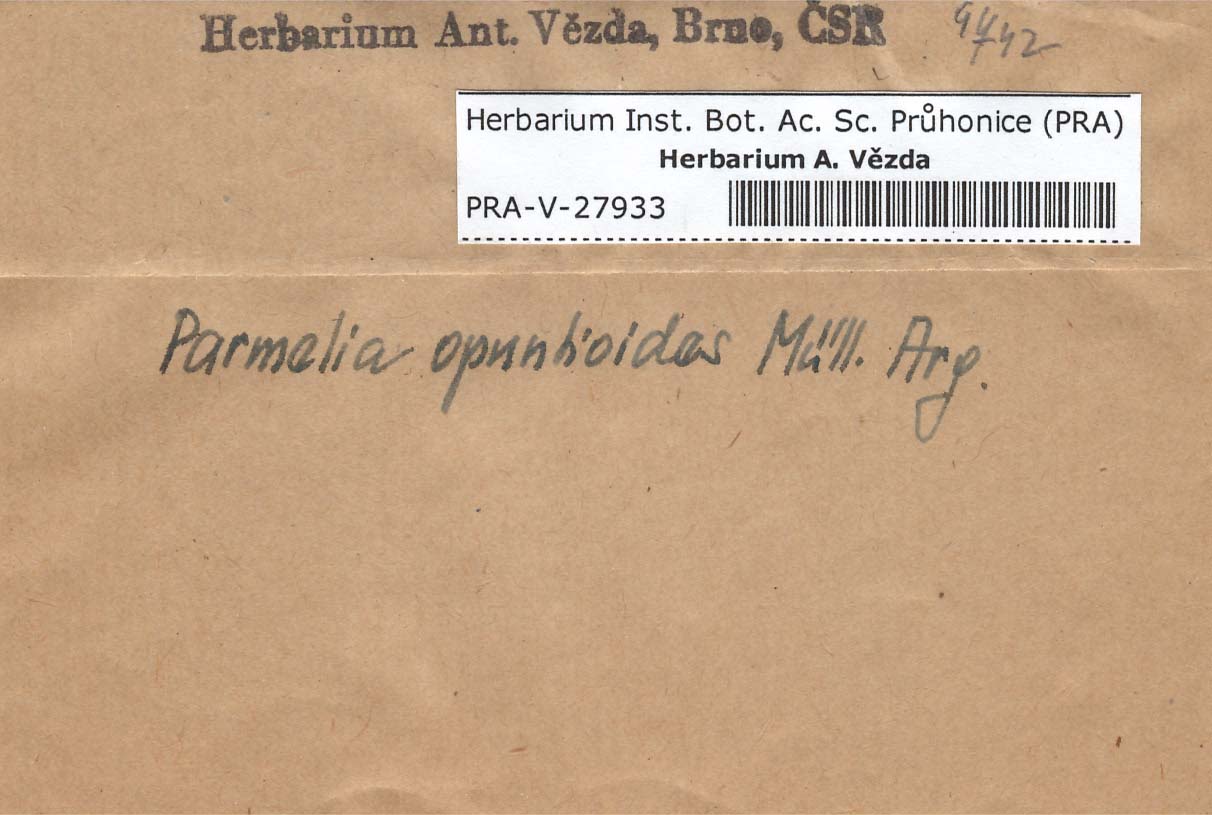 Herbarium Ant. Vězda, Brno, ČSR
Herbarium Inst. Bot. Ac. Sc. Průhonice (PRA)
Herbarium A. Vězda
PRA-V-27933
Parmelia opuntioides Müll. Arg.